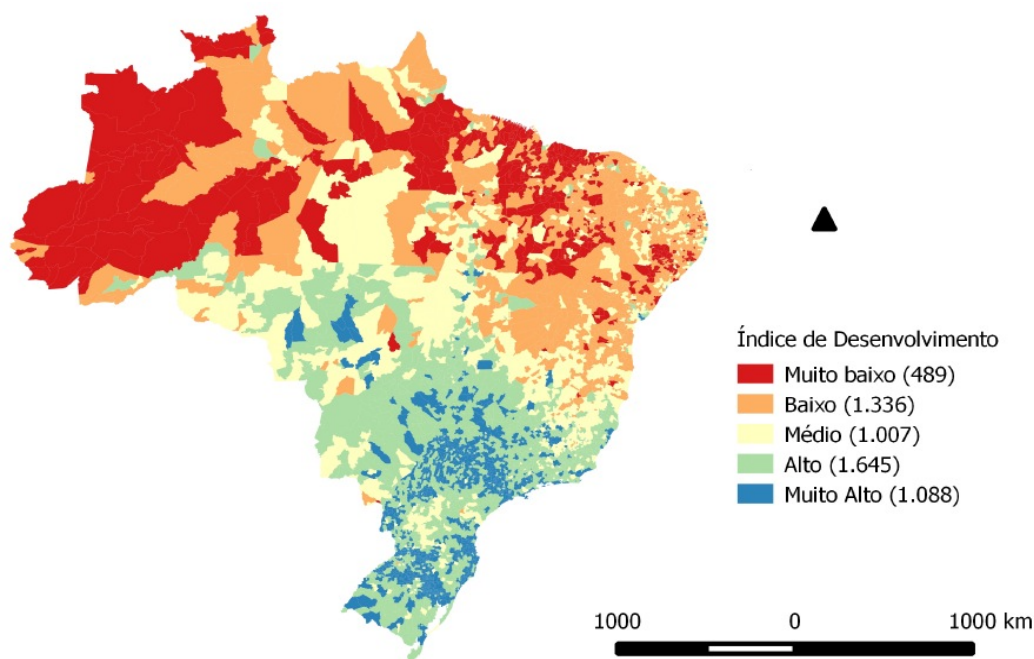 Índice de Desenvolvimento
Muito baixo (489)
Baixo (1.336)
Médio (1.007)
Alto (1.645)
Muito Alto (1.088)
1000 0 1000 km